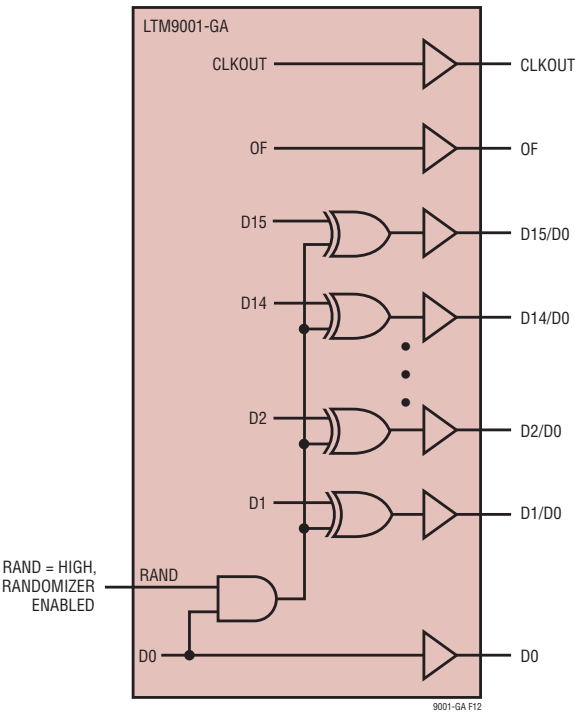 LTM9001-GA
CLKOUT
CLKOUT
OF
OF
D15
D15/D0
D14
D14/D0
D2
D2/D0
D1
D1/D0
RAND = HIGH,
RANDOMIZER
ENABLED
RAND
D0
D0
9001-GA F12